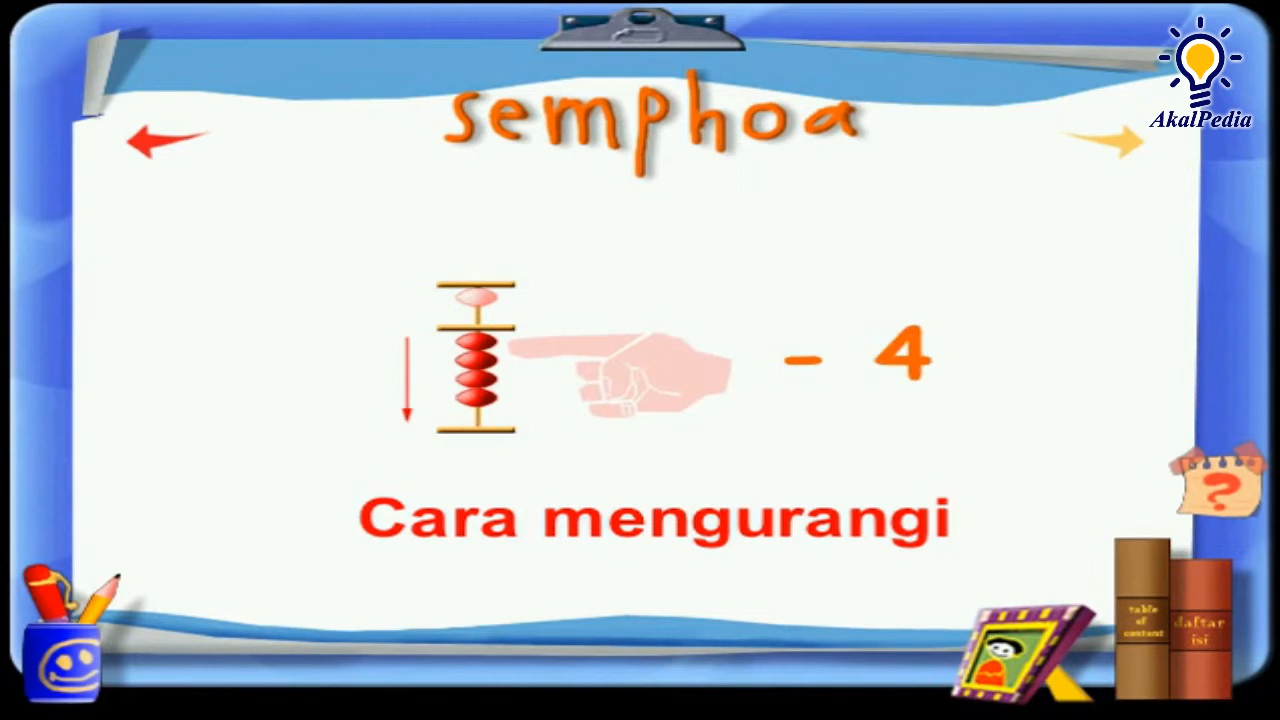 AkalPedia
semphoa
- 4
Cara mengurangi
?
table
of
content
daftar
isi